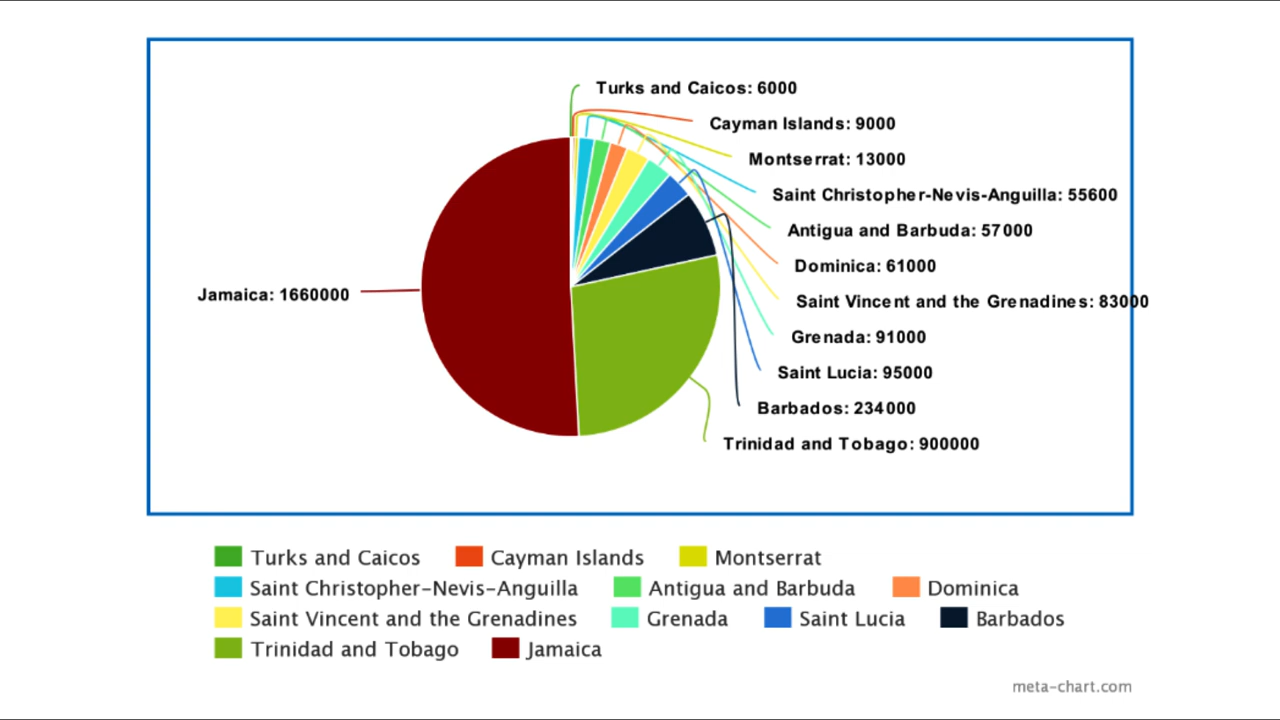 Turks and Caicos: 6000
Cayman Islands: 9000
Montserrat: 13000
Saint Christopher-Nevis-Anguilla: 55600
Antigua and Barbuda: 57000
Dominica: 61000
Jamaica: 1660000
Saint Vincent and the Grenadines: 83000
Grenada: 91000
Saint Lucia: 95000
Barbados: 234000
Trinidad and Tobago: 900000
Turks and Caicos Cayman Islands Montserrat
Saint Christopher-Nevis-Anguilla Antigua and Barbuda Dominica
Saint Vincent and the Grenadines Grenada Saint Lucia Barbados
Trinidad and Tobago Jamaica
meta-chart.com